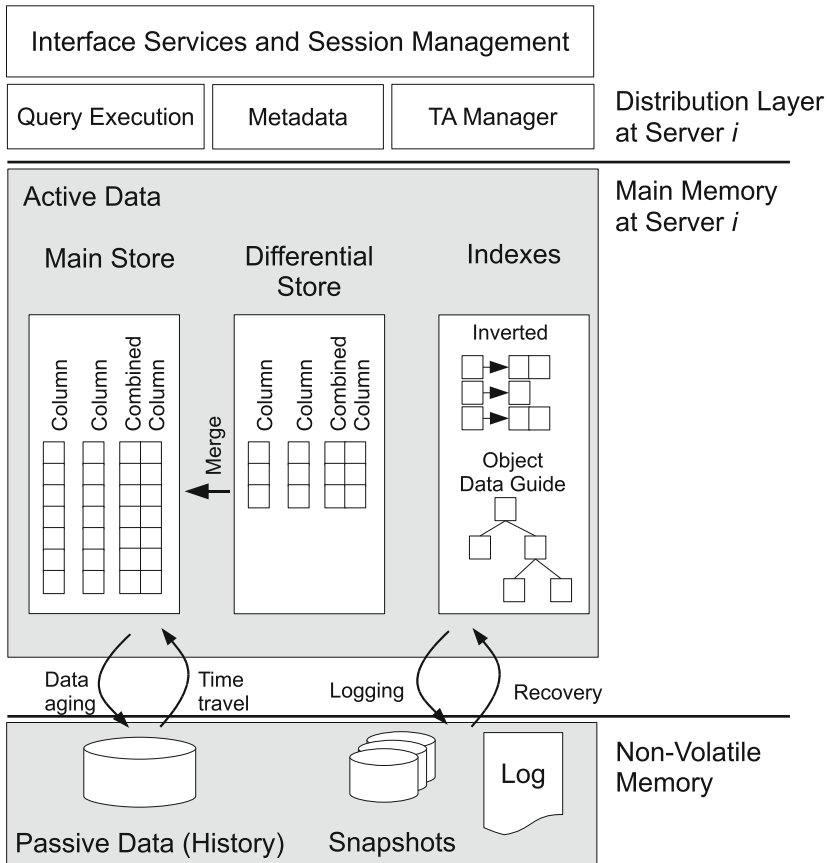 Interface Services and Session Management
Query Execution
Metadata
TA Manager
Distribution Layer
at Server i
Active Data
Main Memory
at Server i
Main Store
Differential
Store
Indexes
Column
Column
Combined
Column
Merge
Column
Column
Combined
Column
Inverted
Object
Data Guide
Data
aging
Time
travel
Logging
Recovery
Non-Volatile
Memory
Log
Passive Data (History)
Snapshots